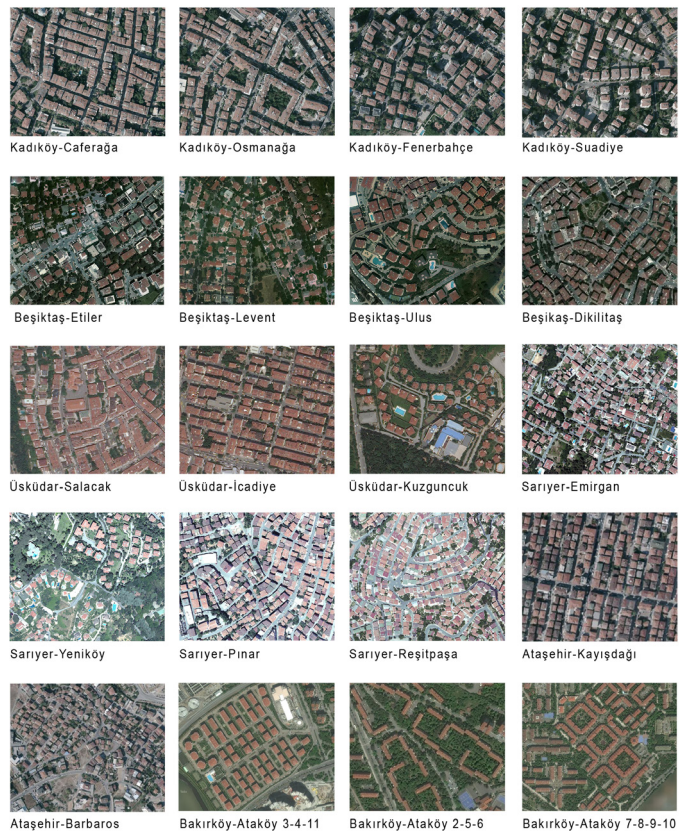 Kadıköy-Caferağa
Kadıköy-Osmanağa
Kadıköy-Fenerbahçe
Kadıköy-Suadiye
Beşiktaş-Etiler
Beşiktaş-Levent
Beşiktaş-Ulus
Beşikaş-Dikilitaş
Üsküdar-Salacak
Üsküdar-İcadiye
Üsküdar-Kuzguncuk
Sarıyer-Emirgan
Sarıyer-Yeniköy
Sarıyer-Pınar
Sarıyer-Reşitpaşa
Ataşehir-Kayışdağı
Ataşehir-Barbaros
Bakırköy-Ataköy 3-4-11
Bakırköy-Ataköy 2-5-6
Bakırköy-Ataköy 7-8-9-10